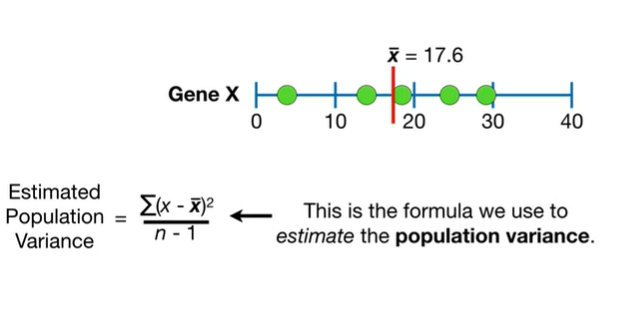 x̄ = 17.6
Gene X
0 10 20 30 40
Estimated
Population
Variance
=
∑(x - x̄)²
n - 1
This is the formula we use to
estimate the population variance.